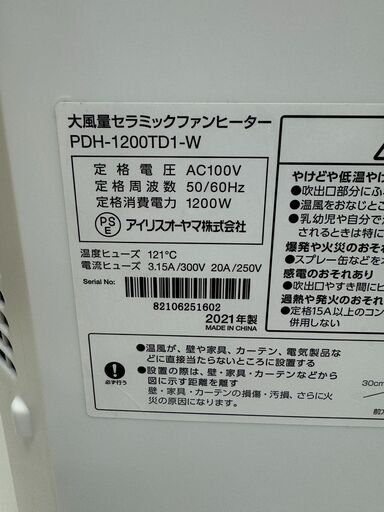 大風量セラミックファンヒーター
PDH-1200TD1-W
定格電圧 AC100V
定格周波数 50/60Hz
定格消費電力 1200W
PS
E
アイリスオーヤマ株式会社
温度ヒューズ 121℃
電流ヒューズ 3.15A/300V 20A/250V
Serial No:
82106251602
2021年製
MADE IN CHINA
やけどや低温や
●吹出口部分にふ
●温風をおなじとこ
●乳幼児や自分で
されるときは特に
爆発や火災のおそれあり
●スプレー缶などを
感電のおそれあり
●吹出口やすき間にヒ
過熱や発火のおそれあ
●定格15A以上のコン
併用しない
必ず行う
●温風が、壁や家具、カーテン、電気製品な
どに直接当たらないところに設置する
●設置の際は、壁・家具・カーテンなどから
図に示す距離を離す
壁・家具・カーテンの損傷・汚損、さらに火
災の原因になります。
30cm
前方